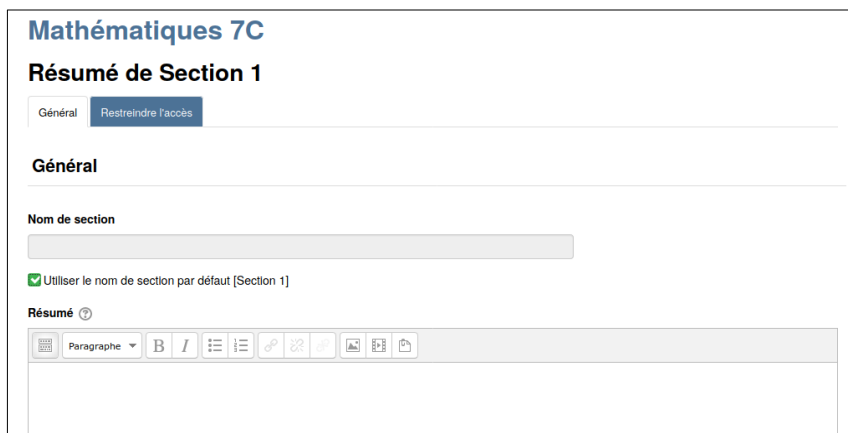 Mathématiques 7C
Résumé de Section 1
Général
Restreindre l'accès
Général
Nom de section
Utiliser le nom de section par défaut [Section 1]
Résumé
Paragraphe
B I